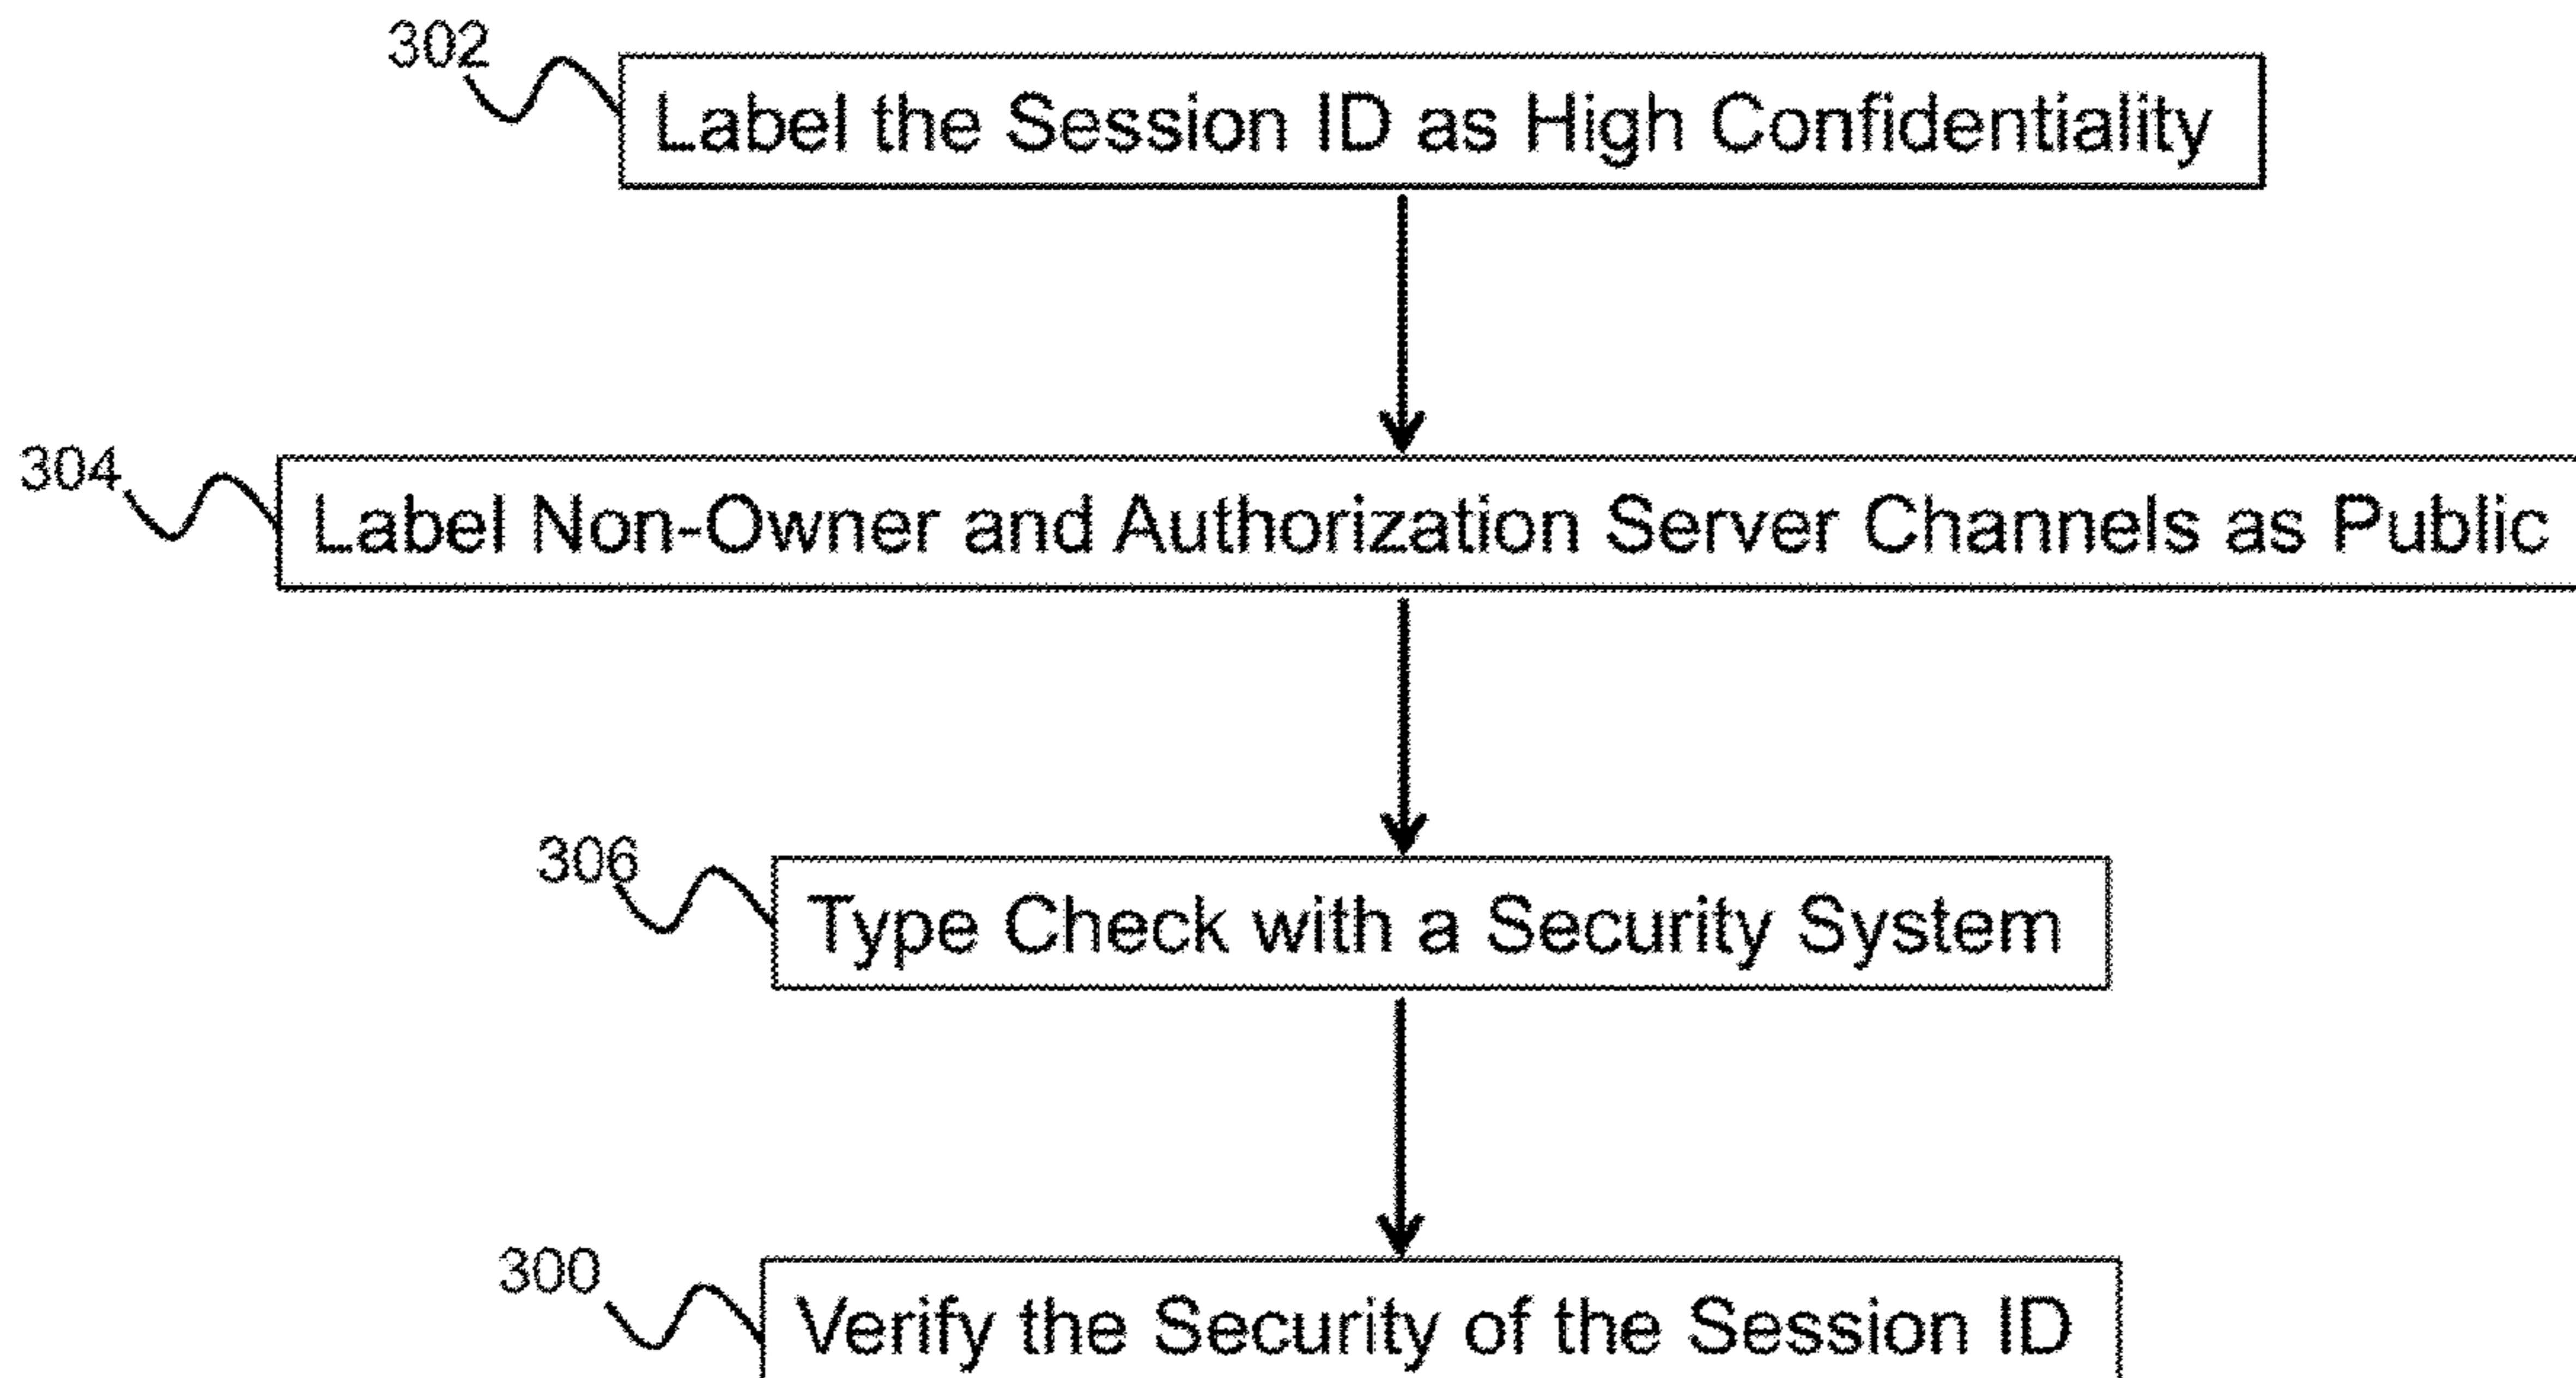 302
Label the Session ID as High Confidentiality
304
Label Non-Owner and Authorization Server Channels as Public
306
Type Check with a Security System
300
Verify the Security of the Session ID